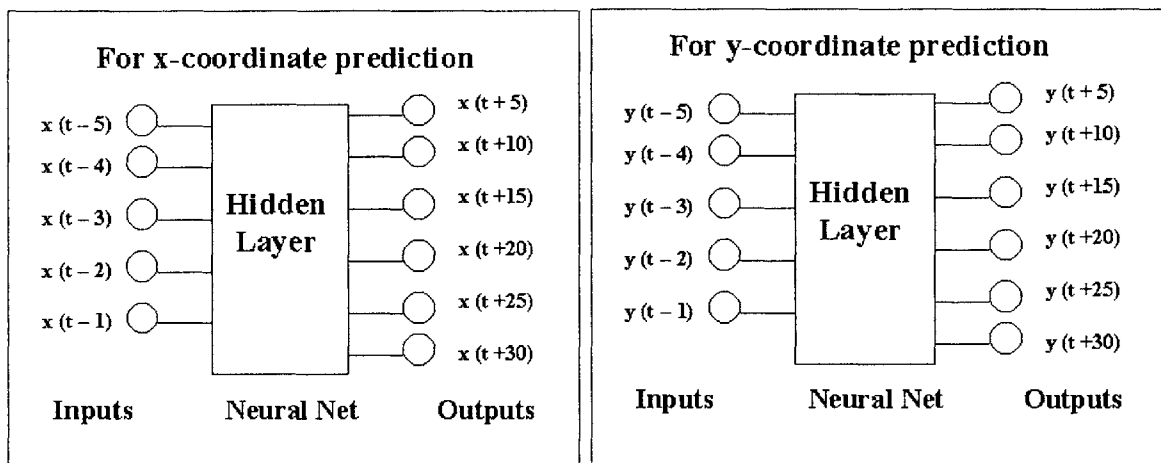 For x-coordinate prediction
x (t – 5)
x (t – 4)
x (t – 3)
x (t – 2)
x (t – 1)
Hidden
Layer
x (t + 5)
x (t +10)
x (t +15)
x (t +20)
x (t +25)
x (t +30)
Inputs
Neural Net
Outputs
For y-coordinate prediction
y (t – 5)
y (t – 4)
y (t – 3)
y (t – 2)
y (t – 1)
Hidden
Layer
y (t + 5)
y (t +10)
y (t +15)
y (t +20)
y (t +25)
y (t +30)
Inputs
Neural Net
Outputs